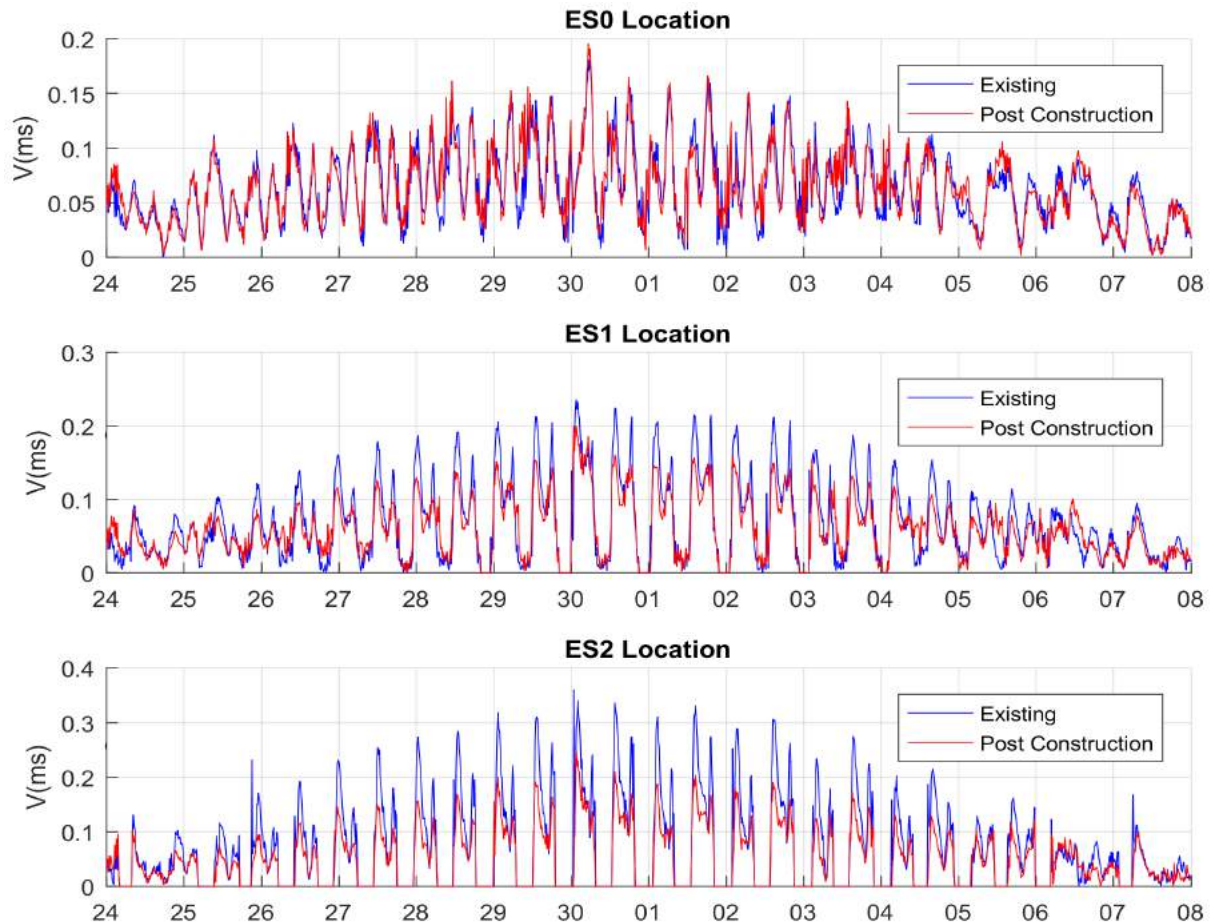 ES0 Location
0.2
0.15
0.1
0.05
0
V(ms)
Existing
Post Construction
24 25 26 27 28 29 30 01 02 03 04 05 06 07 08
ES1 Location
0.3
0.2
0.1
0
V(ms)
Existing
Post Construction
24 25 26 27 28 29 30 01 02 03 04 05 06 07 08
ES2 Location
0.4
0.3
0.2
0.1
0
V(ms)
Existing
Post Construction
24 25 26 27 28 29 30 01 02 03 04 05 06 07 08